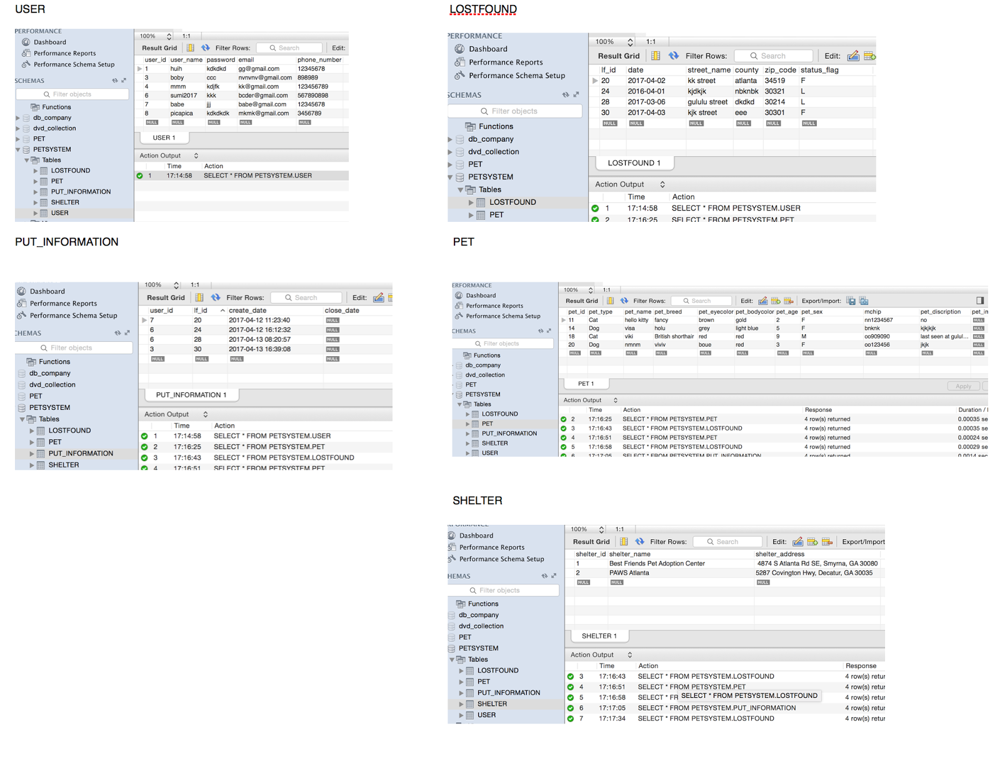 USER
PERFORMANCE
Dashboard
Performance Reports
Performance Schema Setup
SCHEMAS
Filter objects
Functions
db_company
dvd_collection
PET
PETSYSTEM
Tables
LOSTFOUND
PET
PUT_INFORMATION
SHELTER
USER
100% 1:1
Result Grid Filter Rows: Search Edit:
user_id user_name password email phone_number
1 huih kdkdkd gg@gmail.com 12345678
3 boby ccc nvnvnv@gmail.com 898989
4 mmm kdjfk kk@gmail.com 123456789
6 sumi2017 kkk bcder@gmail.com 567890898
7 babe jjj babe@gmail.com 12345678
8 picapica kdkdkdk mkmk@gmail.com 3456789
NULL NULL NULL NULL NULL
USER 1
Action Output
Time Action
1 17:14:58 SELECT * FROM PETSYSTEM.USER
LOSTFOUND
PERFORMANCE
Dashboard
Performance Reports
Performance Schema Setup
SCHEMAS
Filter objects
Functions
db_company
dvd_collection
PET
PETSYSTEM
Tables
LOSTFOUND
PET
100% 1:1
Result Grid Filter Rows: Search Edit:
lf_id date street_name county zip_code status_flag
20 2017-04-02 kk street atlanta 34519 F
24 2016-04-01 kjdkjk nbknbk 30321 L
28 2017-03-06 gululu street dkdkd 30214 L
30 2017-04-03 kjk street eee 30301 F
NULL NULL NULL NULL NULL NULL
LOSTFOUND 1
Action Output
Time Action
1 17:14:58 SELECT * FROM PETSYSTEM.USER
2 17:16:25 SELECT * FROM PETSYSTEM.PET
PUT_INFORMATION
Dashboard
Performance Reports
Performance Schema Setup
CHEMAS
Filter objects
Functions
db_company
dvd_collection
PET
PETSYSTEM
Tables
LOSTFOUND
PET
PUT_INFORMATION
SHELTER
100% 1:1
Result Grid Filter Rows: Search Edit:
user_id lf_id create_date close_date
7 20 2017-04-12 11:23:40 NULL
6 24 2017-04-12 16:12:32 NULL
6 28 2017-04-13 08:20:57 NULL
3 30 2017-04-13 16:39:08 NULL
NULL NULL NULL NULL
PUT_INFORMATION 1
Action Output
Time Action
1 17:14:58 SELECT * FROM PETSYSTEM.USER
2 17:16:25 SELECT * FROM PETSYSTEM.PET
3 17:16:43 SELECT * FROM PETSYSTEM.LOSTFOUND
4 17:16:51 SELECT * FROM PETSYSTEM.PET
PET
ERFORMANCE
Dashboard
Performance Reports
Performance Schema Setup
CHEMAS
Filter objects
Functions
db_company
dvd_collection
PET
PETSYSTEM
Tables
LOSTFOUND
PET
PUT_INFORMATION
SHELTER
USER
100% 1:1
Result Grid Filter Rows: Search Edit: Export/Import:
pet_id pet_type pet_name pet_breed pet_eyecolor pet_bodycolor pet_age pet_sex mchip pet_discription pet_im
11 Cat hello kitty fancy brown gold 2 F nn1234567 no NULL
14 Dog visa holu grey light blue 5 F bnknk kjkjkjk NULL
18 Cat viki British shorthair red red 9 M oo909090 last seen at gulul... NULL
20 Dog nmnm viviv boue red 3 F oo123456 jkjk NULL
NULL NULL NULL NULL NULL NULL NULL NULL NULL NULL NULL
PET 1
Apply
Action Output
Time Action Response Duration /
2 17:16:25 SELECT * FROM PETSYSTEM.PET 4 row(s) returned 0.00035 se
3 17:16:43 SELECT * FROM PETSYSTEM.LOSTFOUND 4 row(s) returned 0.00035 se
4 17:16:51 SELECT * FROM PETSYSTEM.PET 4 row(s) returned 0.00024 se
5 17:16:58 SELECT * FROM PETSYSTEM.LOSTFOUND 4 row(s) returned 0.00029 se
6 17:17:05 SELECT * FROM PETSYSTEM.PUT_INFORMATION 4 row(s) returned 0.0014 sec
SHELTER
Dashboard
Performance Reports
Performance Schema Setup
HEMAS
Filter objects
Functions
db_company
dvd_collection
PET
PETSYSTEM
Tables
LOSTFOUND
PET
PUT_INFORMATION
SHELTER
USER
100% 1:1
Result Grid Filter Rows: Search Edit: Export/Import
shelter_id shelter_name shelter_address
1 Best Friends Pet Adoption Center 4874 S Atlanta Rd SE, Smyrna, GA 30080
2 PAWS Atlanta 5287 Covington Hwy, Decatur, GA 30035
NULL NULL NULL
SHELTER 1
Action Output
Time Action Response
3 17:16:43 SELECT * FROM PETSYSTEM.LOSTFOUND 4 row(s) retur
4 17:16:51 SELECT * FROM PETSYSTEM.PET 4 row(s) retur
5 17:16:58 SELECT * FR 4 row(s) retur
SELECT * FROM PETSYSTEM.LOSTFOUND
6 17:17:05 SELECT * FROM PETSYSTEM.PUT_INFORMATION 4 row(s) retur
7 17:17:34 SELECT * FROM PETSYSTEM.LOSTFOUND 4 row(s) retur